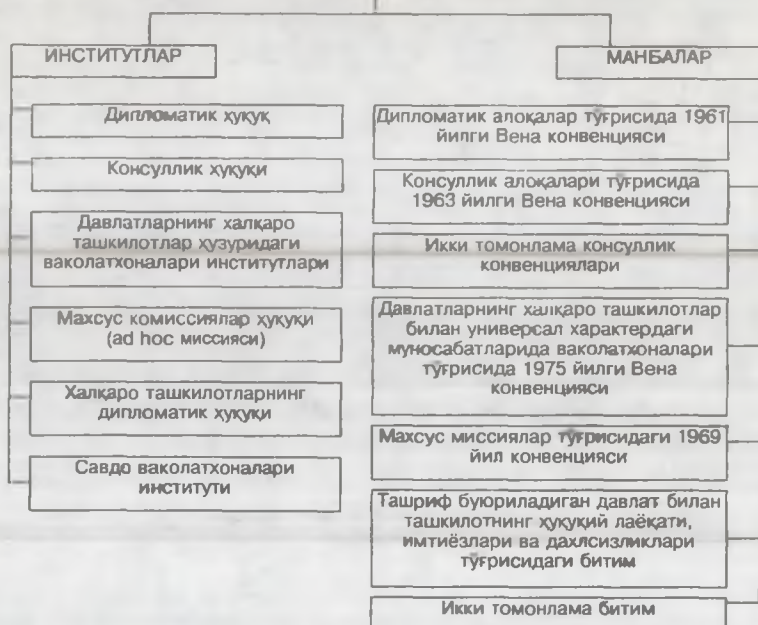 ИНСТИТУТЛАР
Дипломатик ҳуқуқ
Консуллик ҳуқуқи
Давлатларнинг халқаро
ташкилотлар ҳузуридаги
ваколатхоналари институтлари
Махсус комиссиялар ҳуқуқи
(ad hoc миссияси)
Халқаро ташкилотларнинг
дипломатик ҳуқуқи
Савдо ваколатхоналари
институти
МАНБАЛАР
Дипломатик алоқалар тўғрисида 1961
йилги Вена конвенцияси
Консуллик алоқалари тўғрисида
1963 йилги Вена конвенцияси
Икки томонлама консуллик
конвенциялари
Давлатларнинг халқаро ташкилотлар
билан универсал характердаги
муносабатларида ваколатхоналари
тўғрисида 1975 йилги Вена
конвенцияси
Махсус миссиялар тўғрисидаги 1969
йил конвенцияси
Ташриф буюриладиган давлат билан
ташкилотнинг ҳуқуқий лаёқати,
имтиёзлари ва дахлсизликлари
тўғрисидаги битим
Икки томонлама битим